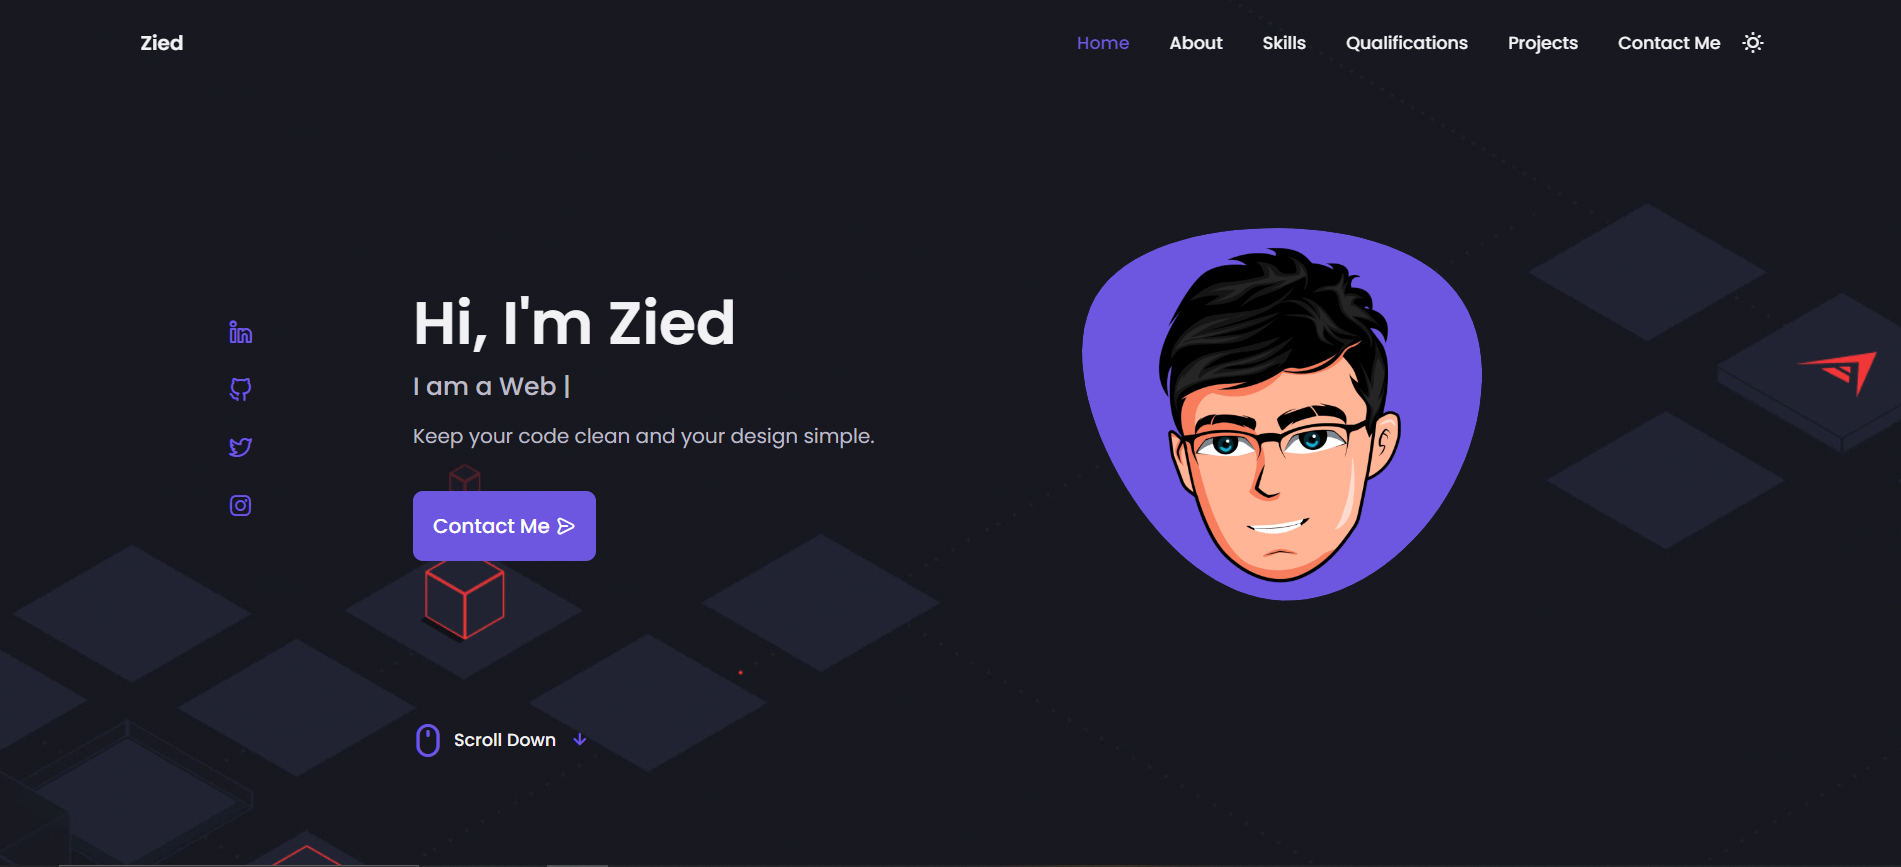 Zied
Home About Skills Qualifications Projects Contact Me
Hi, I'm Zied
I am a Web |
Keep your code clean and your design simple.
Contact Me
Scroll Down